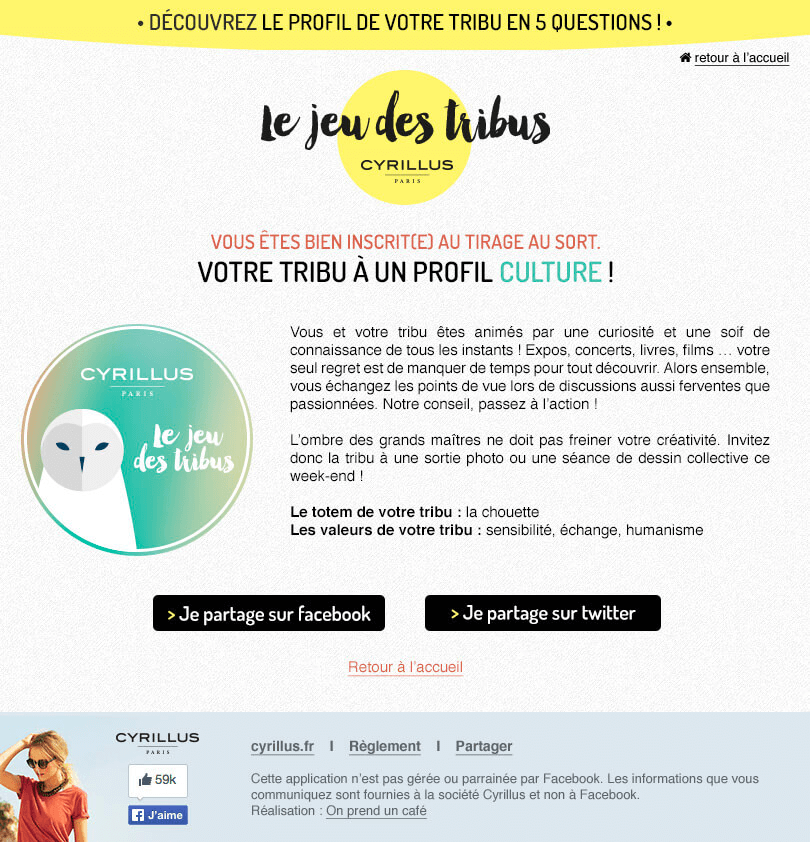 • DÉCOUVREZ LE PROFIL DE VOTRE TRIBU EN 5 QUESTIONS ! •
retour à l'accueil
Le jeu des tribus
CYRILLUS
PARIS
VOUS ÊTES BIEN INSCRIT(E) AU TIRAGE AU SORT.
VOTRE TRIBU À UN PROFIL CULTURE !
CYRILLUS
PARIS
Le jeu
des tribus
Vous et votre tribu êtes animés par une curiosité et une soif de
connaissance de tous les instants ! Expos, concerts, livres, films … votre
seul regret est de manquer de temps pour tout découvrir. Alors ensemble,
vous échangez les points de vue lors de discussions aussi ferventes que
passionnées. Notre conseil, passez à l'action !
L'ombre des grands maîtres ne doit pas freiner votre créativité. Invitez
donc la tribu à une sortie photo ou une séance de dessin collective ce
week-end !
Le totem de votre tribu : la chouette
Les valeurs de votre tribu : sensibilité, échange, humanisme
> Je partage sur facebook
> Je partage sur twitter
Retour à l'accueil
CYRILLUS
PARIS
59k
J'aime
cyrillus.fr I Règlement I Partager
Cette application n'est pas gérée ou parrainée par Facebook. Les informations que vous
communiquez sont fournies à la société Cyrillus et non à Facebook.
Réalisation : On prend un café